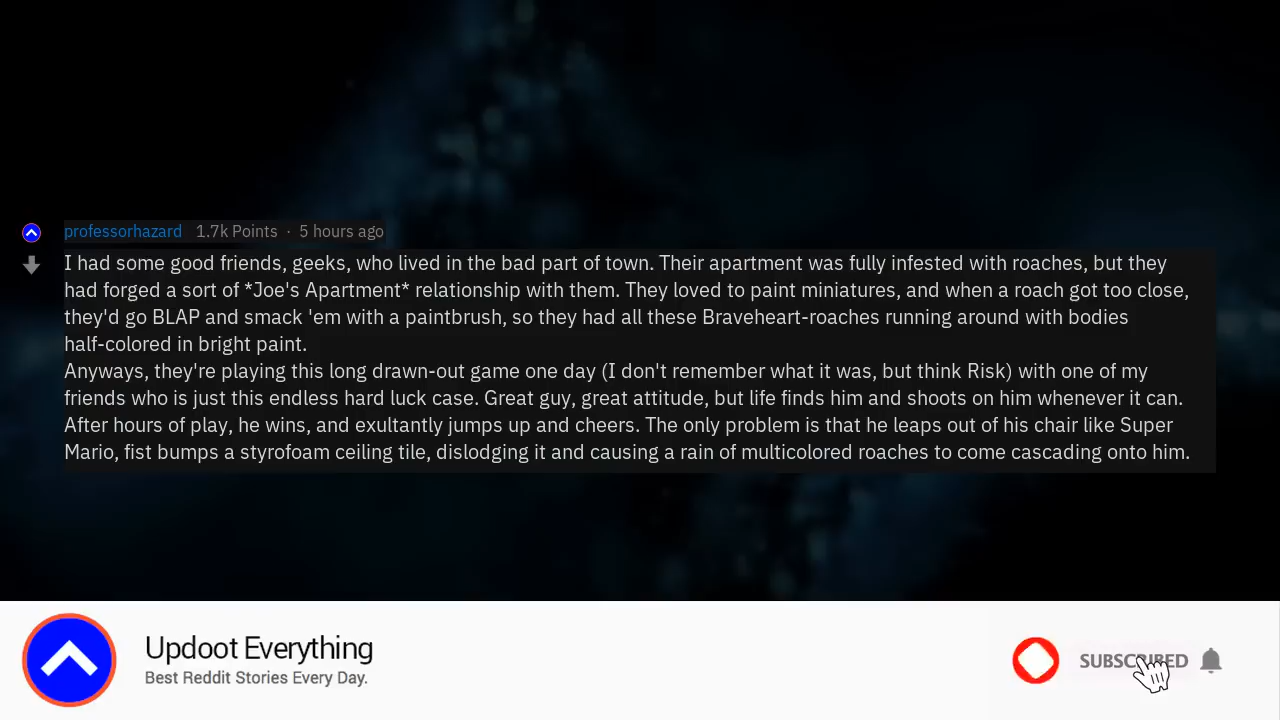 professorhazard 1.7k Points · 5 hours ago
I had some good friends, geeks, who lived in the bad part of town. Their apartment was fully infested with roaches, but they
had forged a sort of *Joe's Apartment* relationship with them. They loved to paint miniatures, and when a roach got too close,
they'd go BLAP and smack 'em with a paintbrush, so they had all these Braveheart-roaches running around with bodies
half-colored in bright paint.
Anyways, they're playing this long drawn-out game one day (I don't remember what it was, but think Risk) with one of my
friends who is just this endless hard luck case. Great guy, great attitude, but life finds him and shoots on him whenever it can.
After hours of play, he wins, and exultantly jumps up and cheers. The only problem is that he leaps out of his chair like Super
Mario, fist bumps a styrofoam ceiling tile, dislodging it and causing a rain of multicolored roaches to come cascading onto him.
Updoot Everything
Best Reddit Stories Every Day.
SUBSCRIBED